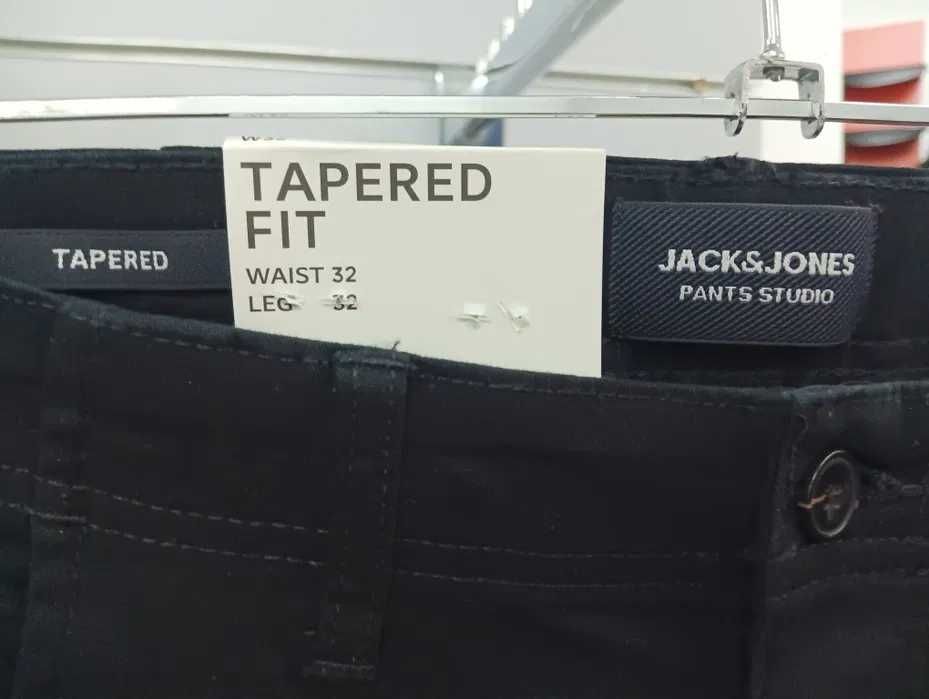 TAPERED
FIT
WAIST 32
LEG 32
TAPERED
JACK&JONES
PANTS STUDIO